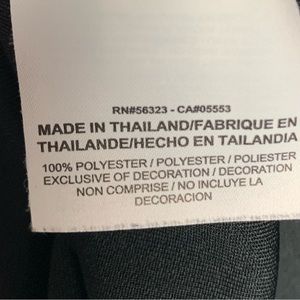 RN#56323 - CA#05553
MADE IN THAILAND/FABRIQUE EN
THAILANDE/HECHO EN TAILANDIA
100% POLYESTER / POLYESTER / POLIESTER
EXCLUSIVE OF DECORATION / DECORATION
NON COMPRISE / NO INCLUYE LA
DECORACION